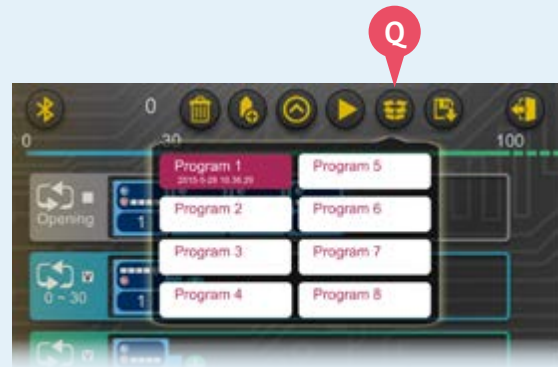 Q
0
0
30
100
Program 1
2015-9-28 16.36.29
Program 5
Opening
1
Program 2
Program 6
Program 3
Program 7
0 ~ 30
1
Program 4
Program 8